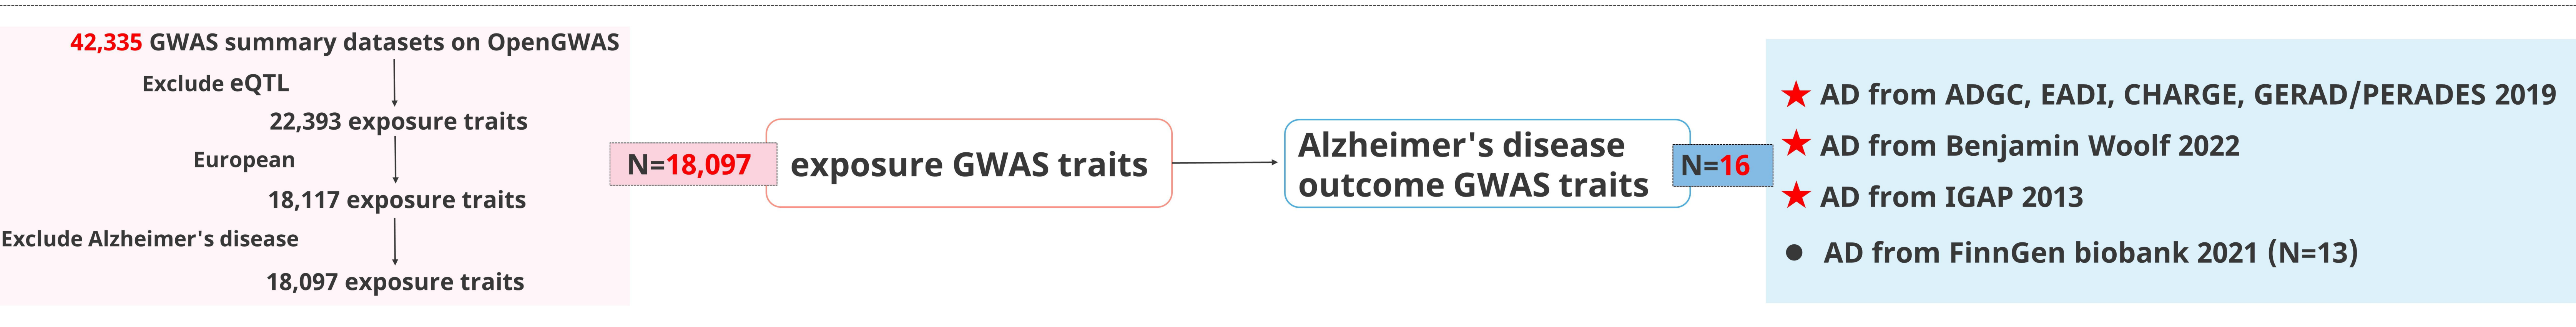 42,335 GWAS summary datasets on OpenGWAS
Exclude eQTL
22,393 exposure traits
European
18,117 exposure traits
Exclude Alzheimer's disease
18,097 exposure traits
N=18,097
exposure GWAS traits
Alzheimer's disease
outcome GWAS traits
N=16
AD from ADGC, EADI, CHARGE, GERAD/PERADES 2019
AD from Benjamin Woolf 2022
AD from IGAP 2013
AD from FinnGen biobank 2021 (N=13)